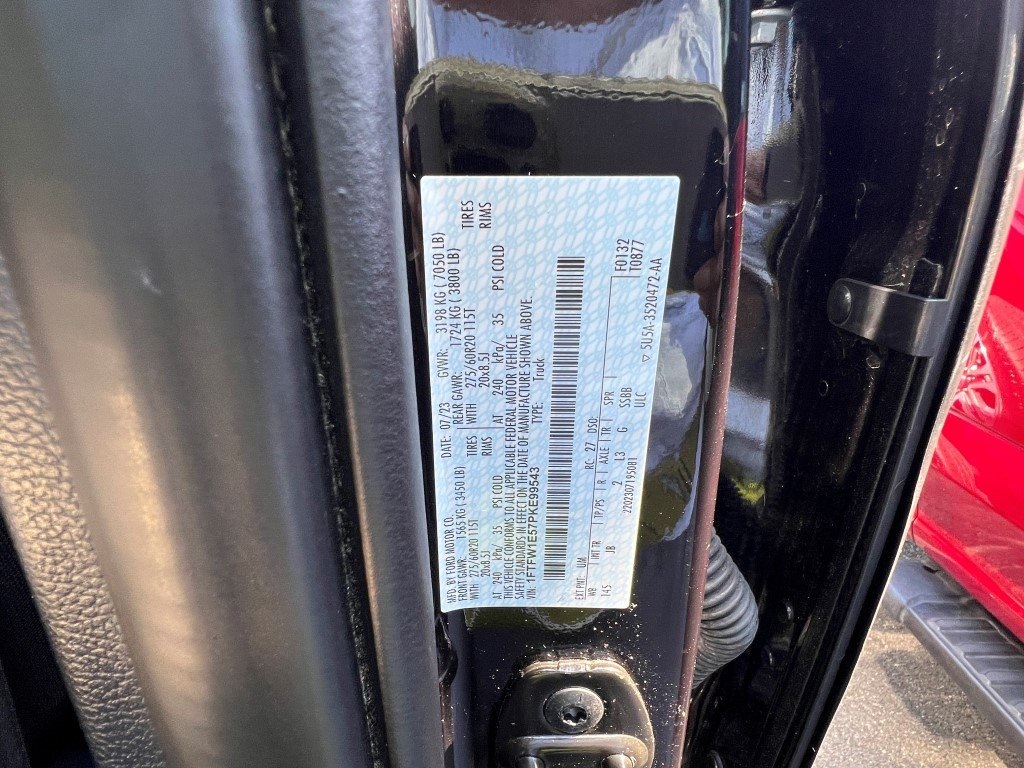 MFD. BY FORD MOTOR CO. DATE: 07/23 GVWR: 3198 KG ( 7050 LB)
FRONT GAWR: 1565 KG ( 3450 LB) REAR GAWR: 1724 KG ( 3800 LB)
WITH 275/60R20 115T TIRES WITH 275/60R20 115T TIRES
20x8.5J RIMS 20x8.5J RIMS
AT 240 kPa/ 35 PSI COLD AT 240 kPa/ 35 PSI COLD
THIS VEHICLE CONFORMS TO ALL APPLICABLE FEDERAL MOTOR VEHICLE
SAFETY STANDARDS IN EFFECT ON THE DATE OF MANUFACTURE SHOWN ABOVE.
VIN: 1FTFW1E57PKE99543 TYPE: Truck
F0132
T0877
EXT PNT: UM RC: 27 DSO:
WB INT TR TP/PS R AXLE TR SPR
145 JB 2 13 G SSBB
ULC
2202307195081
▽ 5U5A-3520472-AA